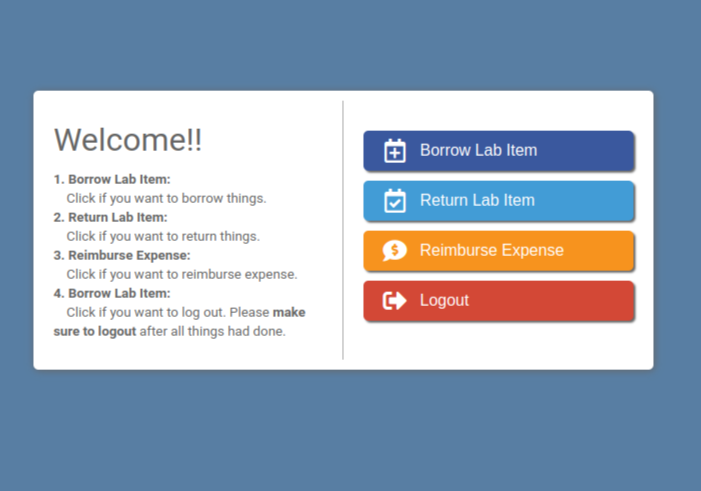 Welcome!!
1. Borrow Lab Item:
Click if you want to borrow things.
2. Return Lab Item:
Click if you want to return things.
3. Reimburse Expense:
Click if you want to reimburse expense.
4. Borrow Lab Item:
Click if you want to log out. Please make
sure to logout after all things had done.
Borrow Lab Item
Return Lab Item
Reimburse Expense
Logout